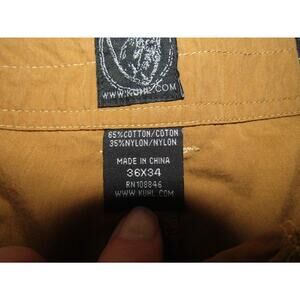 WWW.KUHL.COM
65%COTTON/COTON
35%NYLON/NYLON
MADE IN CHINA
36X34
RN108846
WWW.KUHL.COM